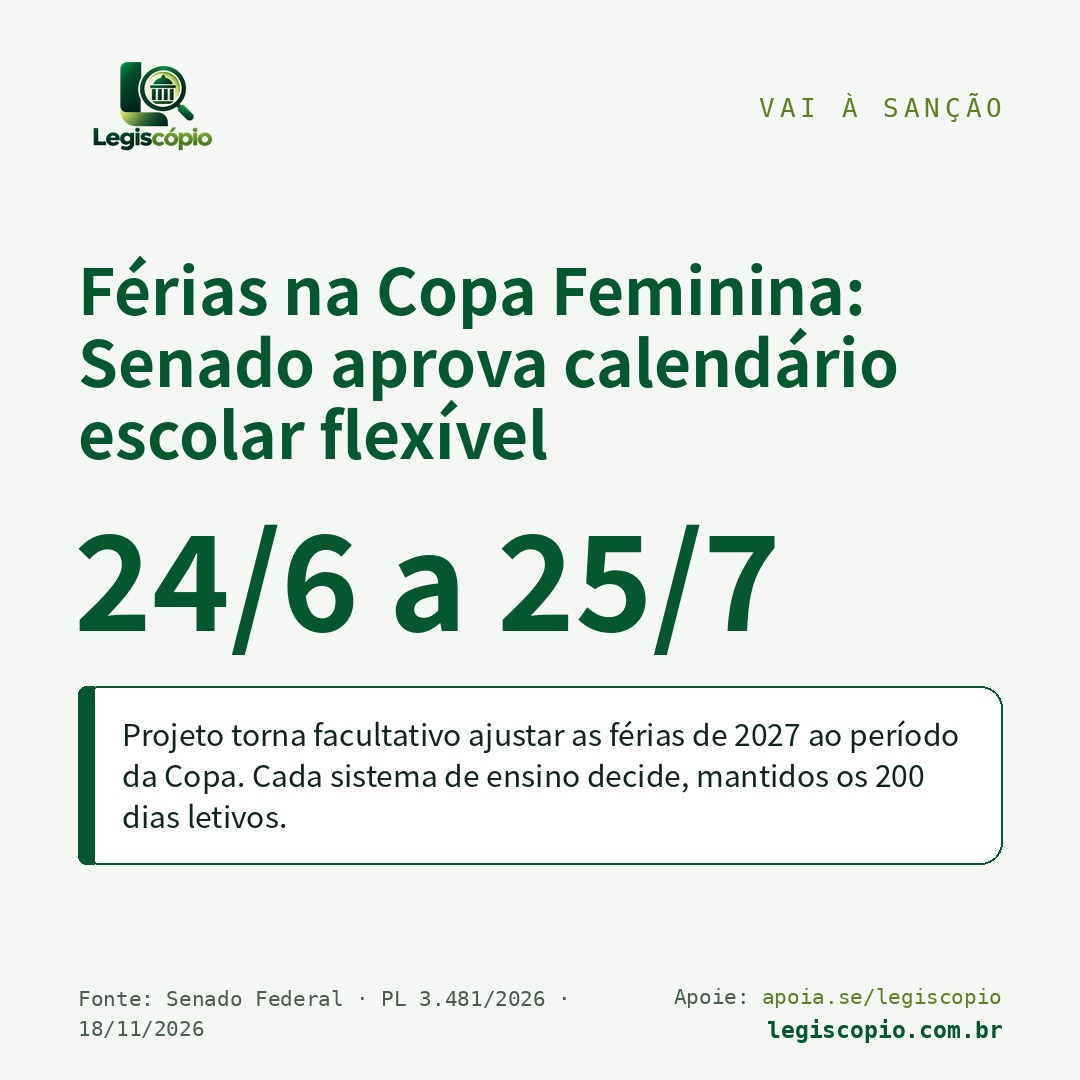 Legiscópio
VAI À SANÇÃO
Férias na Copa Feminina:
Senado aprova calendário
escolar flexível
24/6 a 25/7
Projeto torna facultativo ajustar as férias de 2027 ao período
da Copa. Cada sistema de ensino decide, mantidos os 200
dias letivos.
Fonte: Senado Federal · PL 3.481/2026 ·
18/11/2026
Apoie: apoia.se/legiscopio
legiscopio.com.br